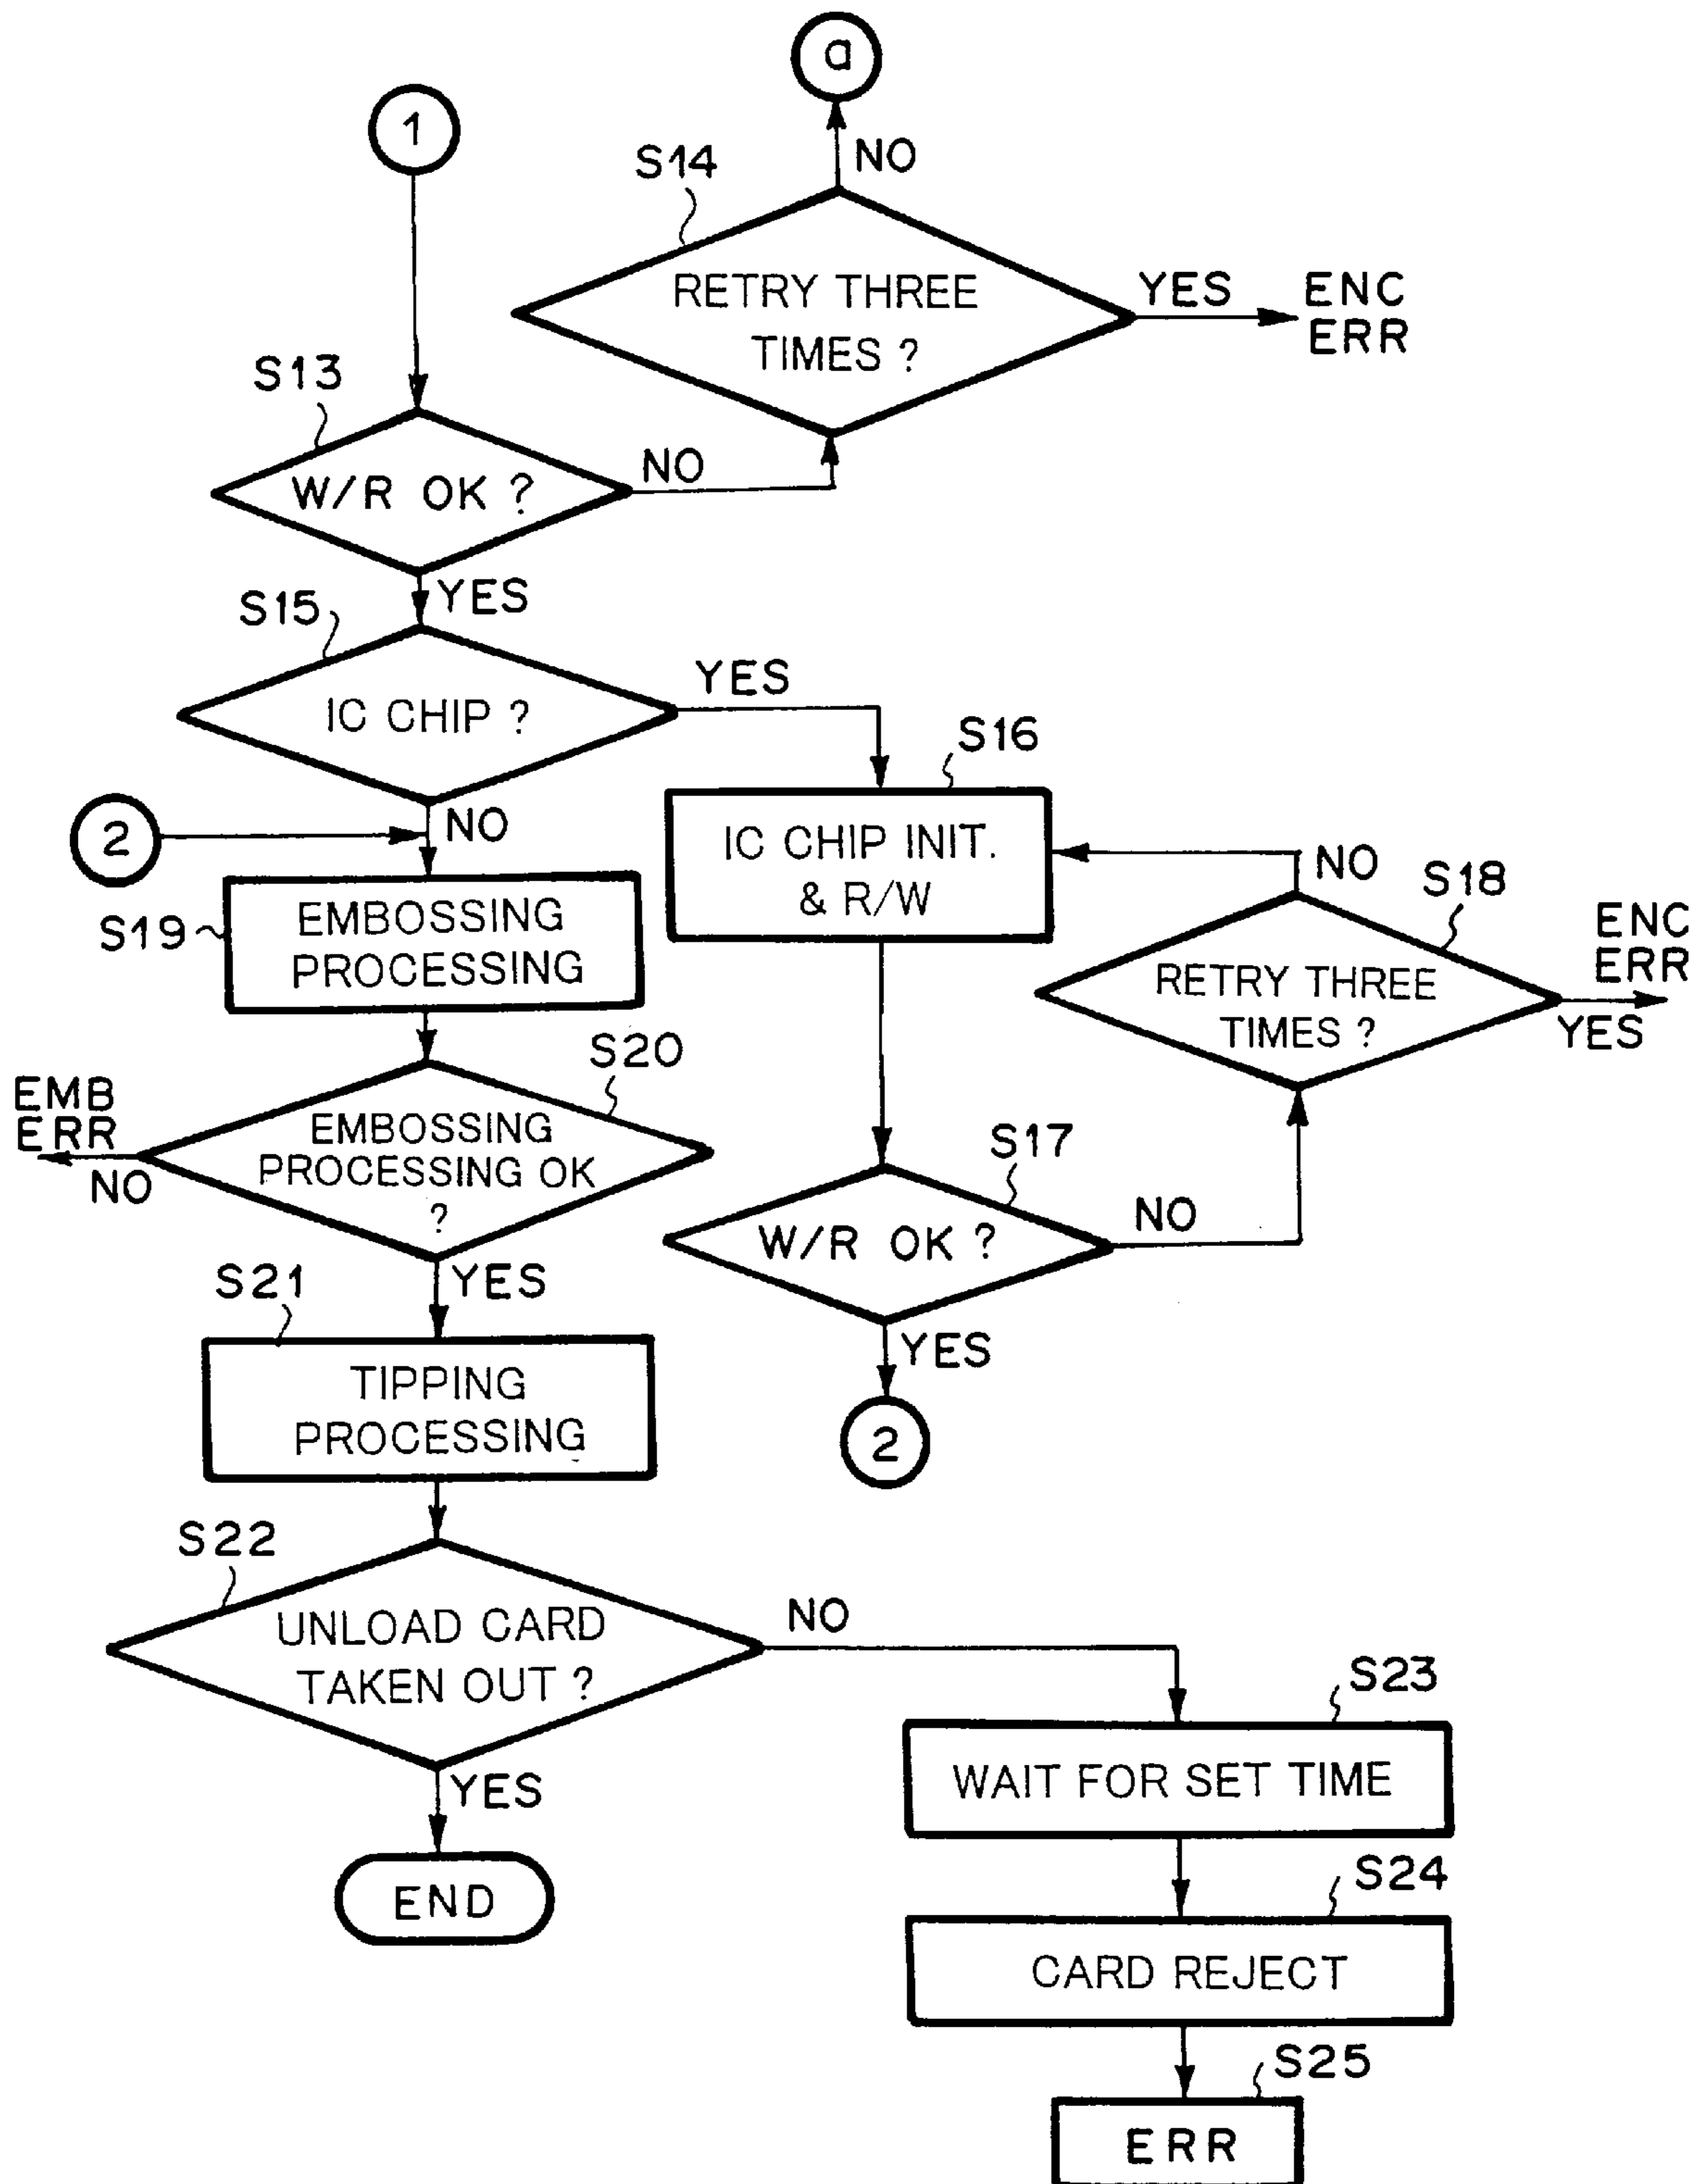 a
1
NO
S14
RETRY THREE
TIMES ?
YES
ENC
ERR
S13
W/R OK ?
NO
YES
S15
IC CHIP ?
YES
S16
2
NO
IC CHIP INIT.
& R/W
NO
S18
S19
EMBOSSING
PROCESSING
RETRY THREE
TIMES ?
ENC
ERR
YES
S20
EMB
ERR
NO
EMBOSSING
PROCESSING OK
?
S17
W/R OK ?
NO
YES
S21
YES
TIPPING
PROCESSING
2
S22
UNLOAD CARD
TAKEN OUT ?
NO
S23
WAIT FOR SET TIME
YES
END
S24
CARD REJECT
S25
ERR